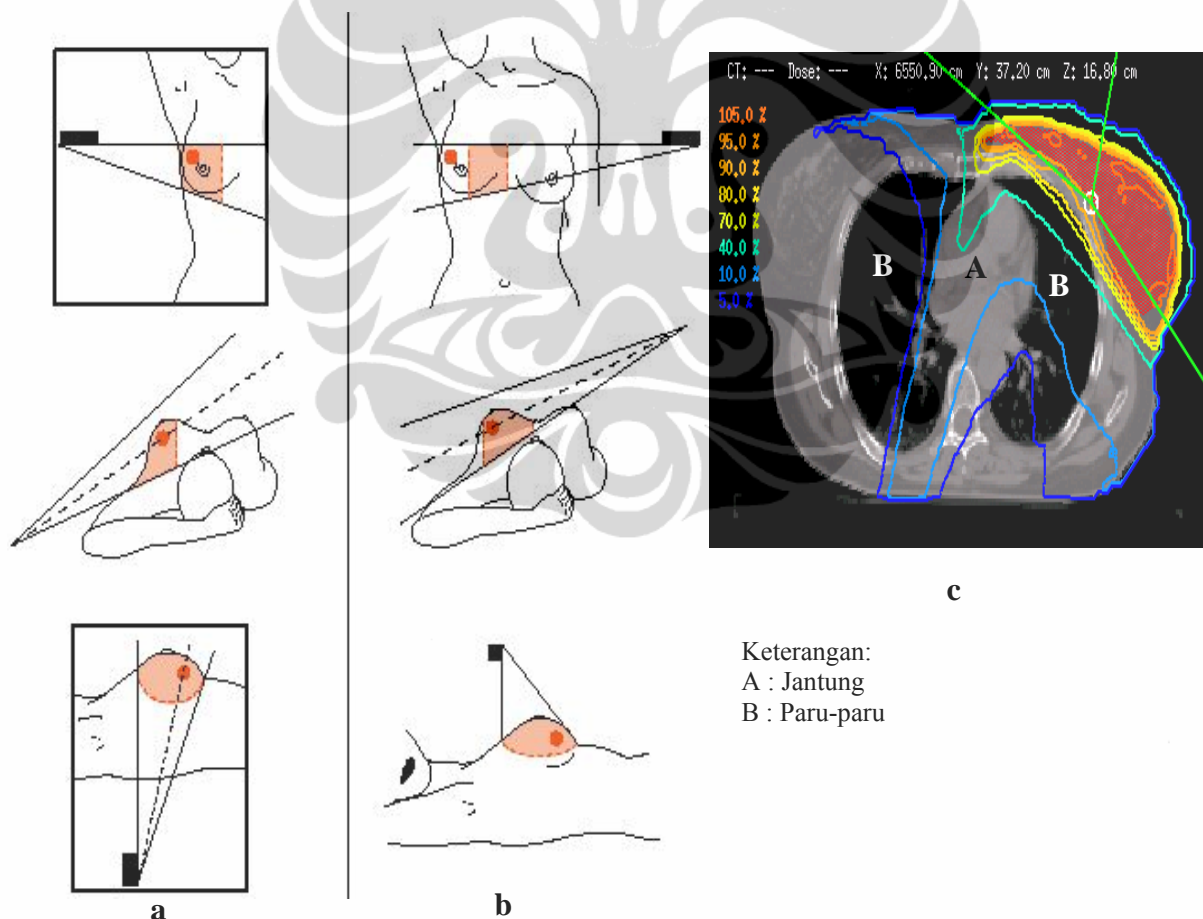 CT: --- Dose: --- X: 6550.90 cm Y: 37.20 cm Z: 16.80 cm
105.0 %
95.0 %
90.0 %
80.0 %
70.0 %
40.0 %
10.0 %
5.0 %
B
A
B
c
Keterangan:
A : Jantung
B : Paru-paru
a
b